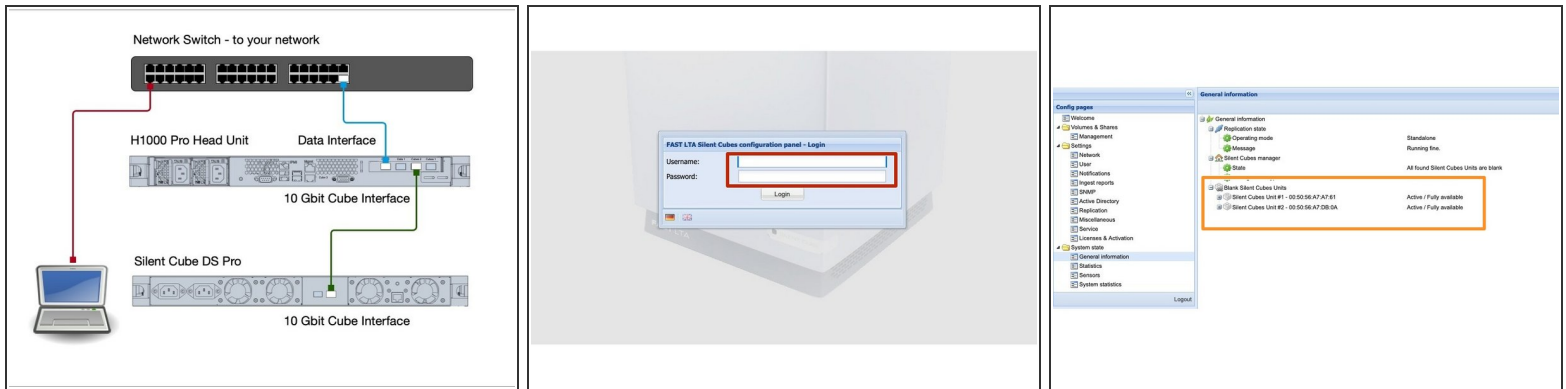 Network Switch - to your network
H1000 Pro Head Unit
Data Interface
10 Gbit Cube Interface
Silent Cube DS Pro
10 Gbit Cube Interface
FAST LTA Silent Cubes configuration panel - Login
Username:
Password:
Login
Config pages
Welcome
Volumes & Shares
Management
Settings
Network
User
Notifications
Ingest reports
SNMP
Active Directory
Replication
Miscellaneous
Service
Licenses & Activation
System state
General information
Statistics
Sensors
System statistics
Logout
General information
General information
Replication state
Operating mode Standalone
Message Running fine.
Silent Cubes manager
State All found Silent Cubes Units are blank
Blank Silent Cubes Units
Silent Cubes Unit #1 - 00:50:56:A7:A7:61 Active / Fully available
Silent Cubes Unit #2 - 00:50:56:A7:DB:0A Active / Fully available